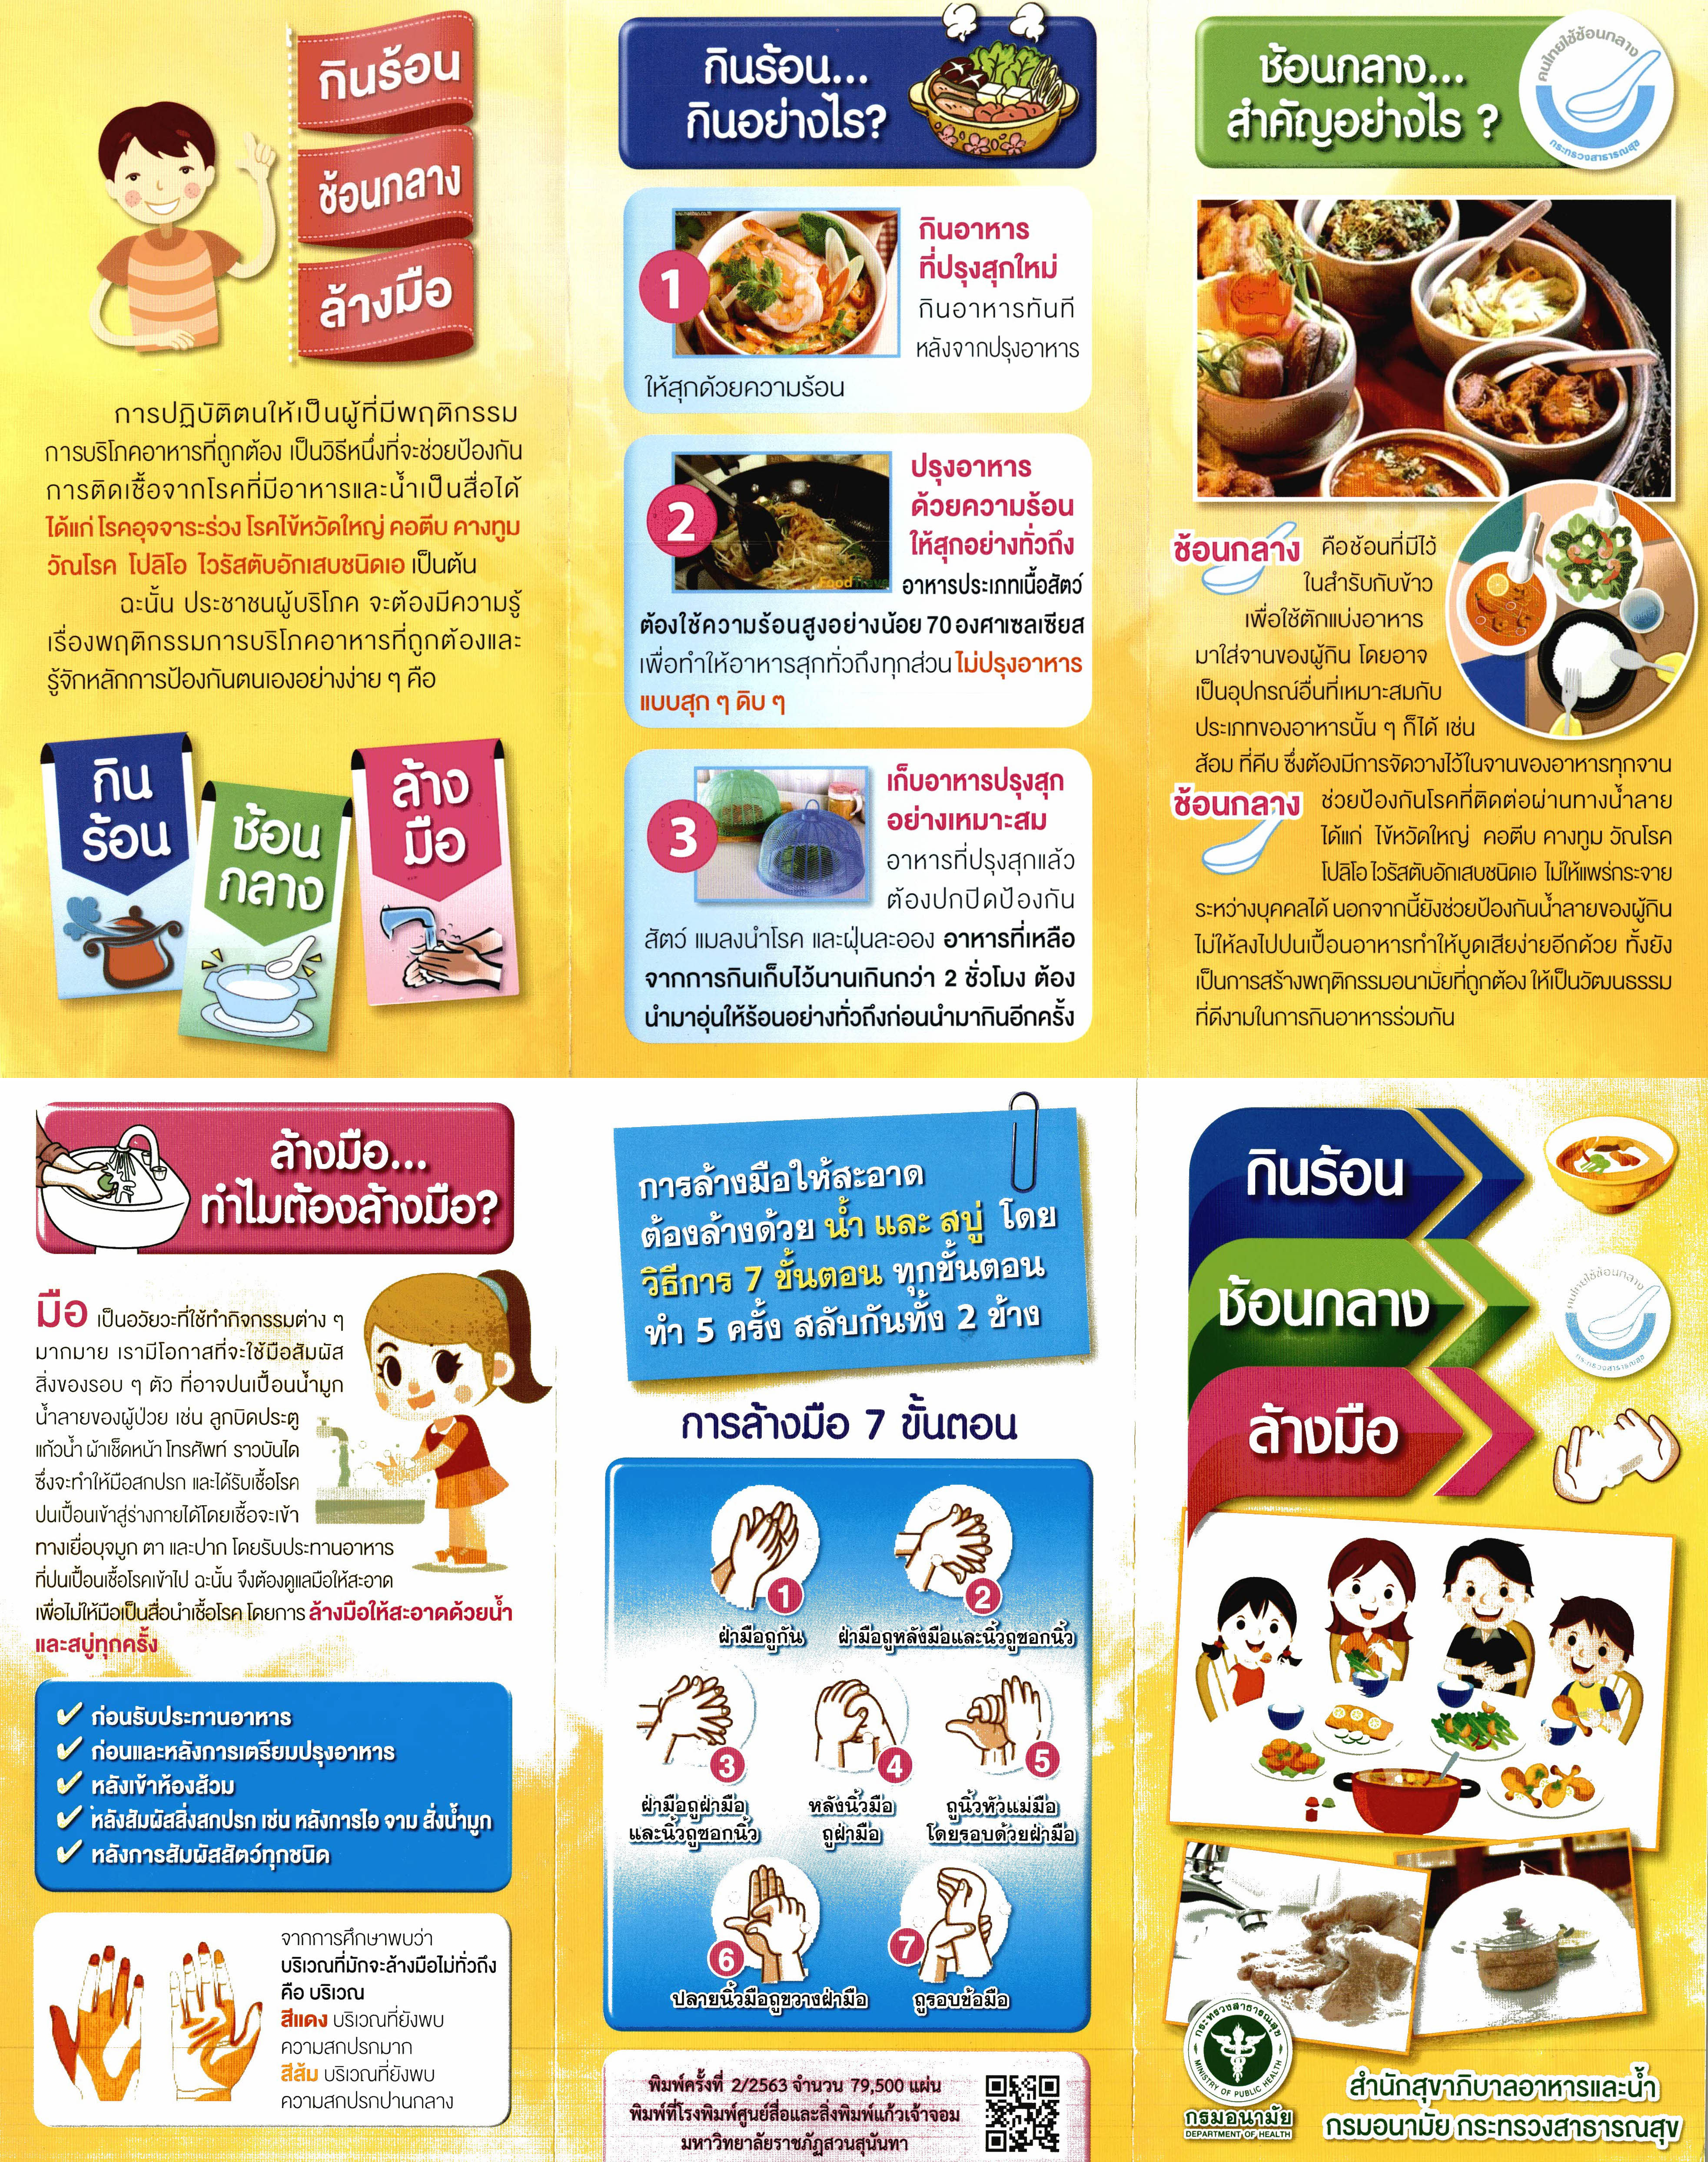 กินร้อน
ช้อนกลาง
ล้างมือ
การปฏิบัติตนให้เป็นผู้ที่มีพฤติกรรม
การบริโภคอาหารที่ถูกต้อง เป็นวิธีหนึ่งที่จะช่วยป้องกัน
การติดเชื้อจากโรคที่มีอาหารและน้ำเป็นสื่อได้
ได้แก่ โรคอุจจาระร่วง โรคไข้หวัดใหญ่ คอตีบ คางทูม
วัณโรค โปลิโอ ไวรัสตับอักเสบชนิดเอ เป็นต้น
ฉะนั้น ประชาชนผู้บริโภค จะต้องมีความรู้
เรื่องพฤติกรรมการบริโภคอาหารที่ถูกต้องและ
รู้จักหลักการป้องกันตนเองอย่างง่าย ๆ คือ
กิน
ร้อน
ช้อน
กลาง
ล้าง
มือ
กินร้อน...
กินอย่างไร?
1
กินอาหาร
ที่ปรุงสุกใหม่
กินอาหารทันที
หลังจากปรุงอาหาร
ให้สุกด้วยความร้อน
2
FoodTravel
ปรุงอาหาร
ด้วยความร้อน
ให้สุกอย่างทั่วถึง
อาหารประเภทเนื้อสัตว์
ต้องใช้ความร้อนสูงอย่างน้อย 70 องศาเซลเซียส
เพื่อทำให้อาหารสุกทั่วถึงทุกส่วน ไม่ปรุงอาหาร
แบบสุก ๆ ดิบ ๆ
3
เก็บอาหารปรุงสุก
อย่างเหมาะสม
อาหารที่ปรุงสุกแล้ว
ต้องปกปิดป้องกัน
สัตว์ แมลงนำโรค และฝุ่นละออง อาหารที่เหลือ
จากการกินเก็บไว้นานเกินกว่า 2 ชั่วโมง ต้อง
นำมาอุ่นให้ร้อนอย่างทั่วถึงก่อนนำมากินอีกครั้ง
ช้อนกลาง...
สำคัญอย่างไร ?
คนไทยใช้ช้อนกลาง
กระทรวงสาธารณสุข
ช้อนกลาง คือช้อนที่มีไว้
ในสำรับกับข้าว
เพื่อใช้ตักแบ่งอาหาร
มาใส่จานของผู้กิน โดยอาจ
เป็นอุปกรณ์อื่นที่เหมาะสมกับ
ประเภทของอาหารนั้น ๆ ก็ได้ เช่น
ส้อม ที่คีบ ซึ่งต้องมีการจัดวางไว้ในจานของอาหารทุกจาน
ช้อนกลาง ช่วยป้องกันโรคที่ติดต่อผ่านทางน้ำลาย
ได้แก่ ไข้หวัดใหญ่ คอตีบ คางทูม วัณโรค
โปลิโอ ไวรัสตับอักเสบชนิดเอ ไม่ให้แพร่กระจาย
ระหว่างบุคคลได้ นอกจากนี้ยังช่วยป้องกันน้ำลายของผู้กิน
ไม่ให้ลงไปปนเปื้อนอาหารทำให้บูดเสียง่ายอีกด้วย ทั้งยัง
เป็นการสร้างพฤติกรรมอนามัยที่ถูกต้อง ให้เป็นวัฒนธรรม
ที่ดีงามในการกินอาหารร่วมกัน
ล้างมือ...
ทำไมต้องล้างมือ?
มือ เป็นอวัยวะที่ใช้ทำกิจกรรมต่าง ๆ
มากมาย เรามีโอกาสที่จะใช้มือสัมผัส
สิ่งของรอบ ๆ ตัว ที่อาจปนเปื้อนน้ำมูก
น้ำลายของผู้ป่วย เช่น ลูกบิดประตู
แก้วน้ำ ผ้าเช็ดหน้า โทรศัพท์ ราวบันได
ซึ่งจะทำให้มือสกปรก และได้รับเชื้อโรค
ปนเปื้อนเข้าสู่ร่างกายได้โดยเชื้อจะเข้า
ทางเยื่อบุจมูก ตา และปาก โดยรับประทานอาหาร
ที่ปนเปื้อนเชื้อโรคเข้าไป ฉะนั้น จึงต้องดูแลมือให้สะอาด
เพื่อไม่ให้มือเป็นสื่อนำเชื้อโรค โดยการ ล้างมือให้สะอาดด้วยน้ำ
และสบู่ทุกครั้ง
ก่อนรับประทานอาหาร
ก่อนและหลังการเตรียมปรุงอาหาร
หลังเข้าห้องส้วม
หลังสัมผัสสิ่งสกปรก เช่น หลังการไอ จาม สั่งน้ำมูก
หลังการสัมผัสสัตว์ทุกชนิด
จากการศึกษาพบว่า
บริเวณที่มักจะล้างมือไม่ทั่วถึง
คือ บริเวณ
สีแดง บริเวณที่ยังพบ
ความสกปรกมาก
สีส้ม บริเวณที่ยังพบ
ความสกปรกปานกลาง
การล้างมือให้สะอาด
ต้องล้างด้วย น้ำ และ สบู่ โดย
วิธีการ 7 ขั้นตอน ทุกขั้นตอน
ทำ 5 ครั้ง สลับกันทั้ง 2 ข้าง
การล้างมือ 7 ขั้นตอน
1
ฝ่ามือถูกัน
2
ฝ่ามือถูหลังมือและนิ้วถูซอกนิ้ว
3
ฝ่ามือถูฝ่ามือ
และนิ้วถูซอกนิ้ว
4
หลังนิ้วมือ
ถูฝ่ามือ
5
ถูนิ้วหัวแม่มือ
โดยรอบด้วยฝ่ามือ
6
ปลายนิ้วมือถูขวางฝ่ามือ
7
ถูรอบข้อมือ
พิมพ์ครั้งที่ 2/2563 จำนวน 79,500 แผ่น
พิมพ์ที่โรงพิมพ์ศูนย์สื่อและสิ่งพิมพ์แก้วเจ้าจอม
มหาวิทยาลัยราชภัฏสวนสุนันทา
กินร้อน
ช้อนกลาง
ล้างมือ
คนไทยใช้ช้อนกลาง
กระทรวงสาธารณสุข
กระทรวงสาธารณสุข
MINISTRY OF PUBLIC HEALTH
กรมอนามัย
DEPARTMENT OF HEALTH
สำนักสุขาภิบาลอาหารและน้ำ
กรมอนามัย กระทรวงสาธารณสุข